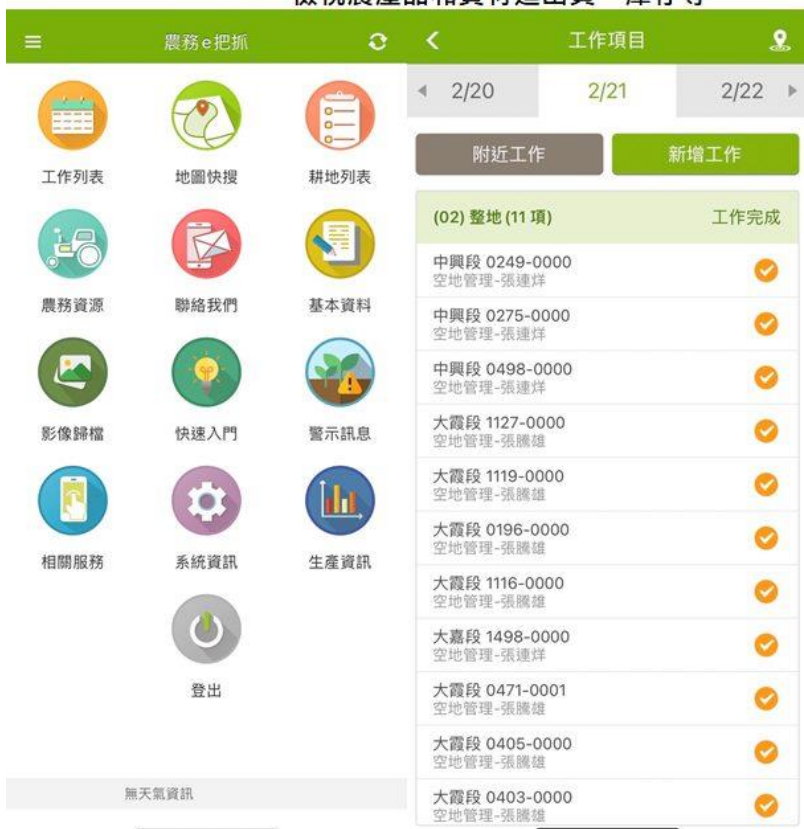 農務e把抓
工作列表
地圖快搜
耕地列表
農務資源
聯絡我們
基本資料
影像歸檔
快速入門
警示訊息
相關服務
系統資訊
生產資訊
登出
無天氣資訊
工作項目
2/20
2/21
2/22
附近工作
新增工作
(02) 整地 (11 項)
工作完成
中興段 0249-0000
空地管理-張連烊
中興段 0275-0000
空地管理-張連烊
中興段 0498-0000
空地管理-張連烊
大霞段 1127-0000
空地管理-張騰雄
大霞段 1119-0000
空地管理-張騰雄
大霞段 0196-0000
空地管理-張騰雄
大霞段 1116-0000
空地管理-張騰雄
大嘉段 1498-0000
空地管理-張連烊
大霞段 0471-0001
空地管理-張騰雄
大霞段 0405-0000
空地管理-張騰雄
大霞段 0403-0000
空地管理-張騰雄